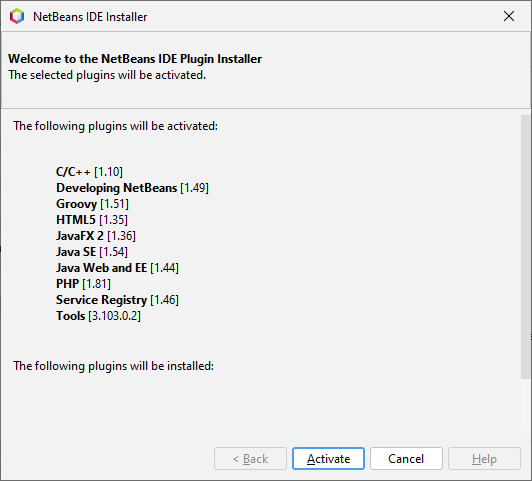 NetBeans IDE Installer
Welcome to the NetBeans IDE Plugin Installer
The selected plugins will be activated.
The following plugins will be activated:
C/C++ [1.10]
Developing NetBeans [1.49]
Groovy [1.51]
HTML5 [1.35]
JavaFX 2 [1.36]
Java SE [1.54]
Java Web and EE [1.44]
PHP [1.81]
Service Registry [1.46]
Tools [3.103.0.2]
The following plugins will be installed:
< Back Activate Cancel Help